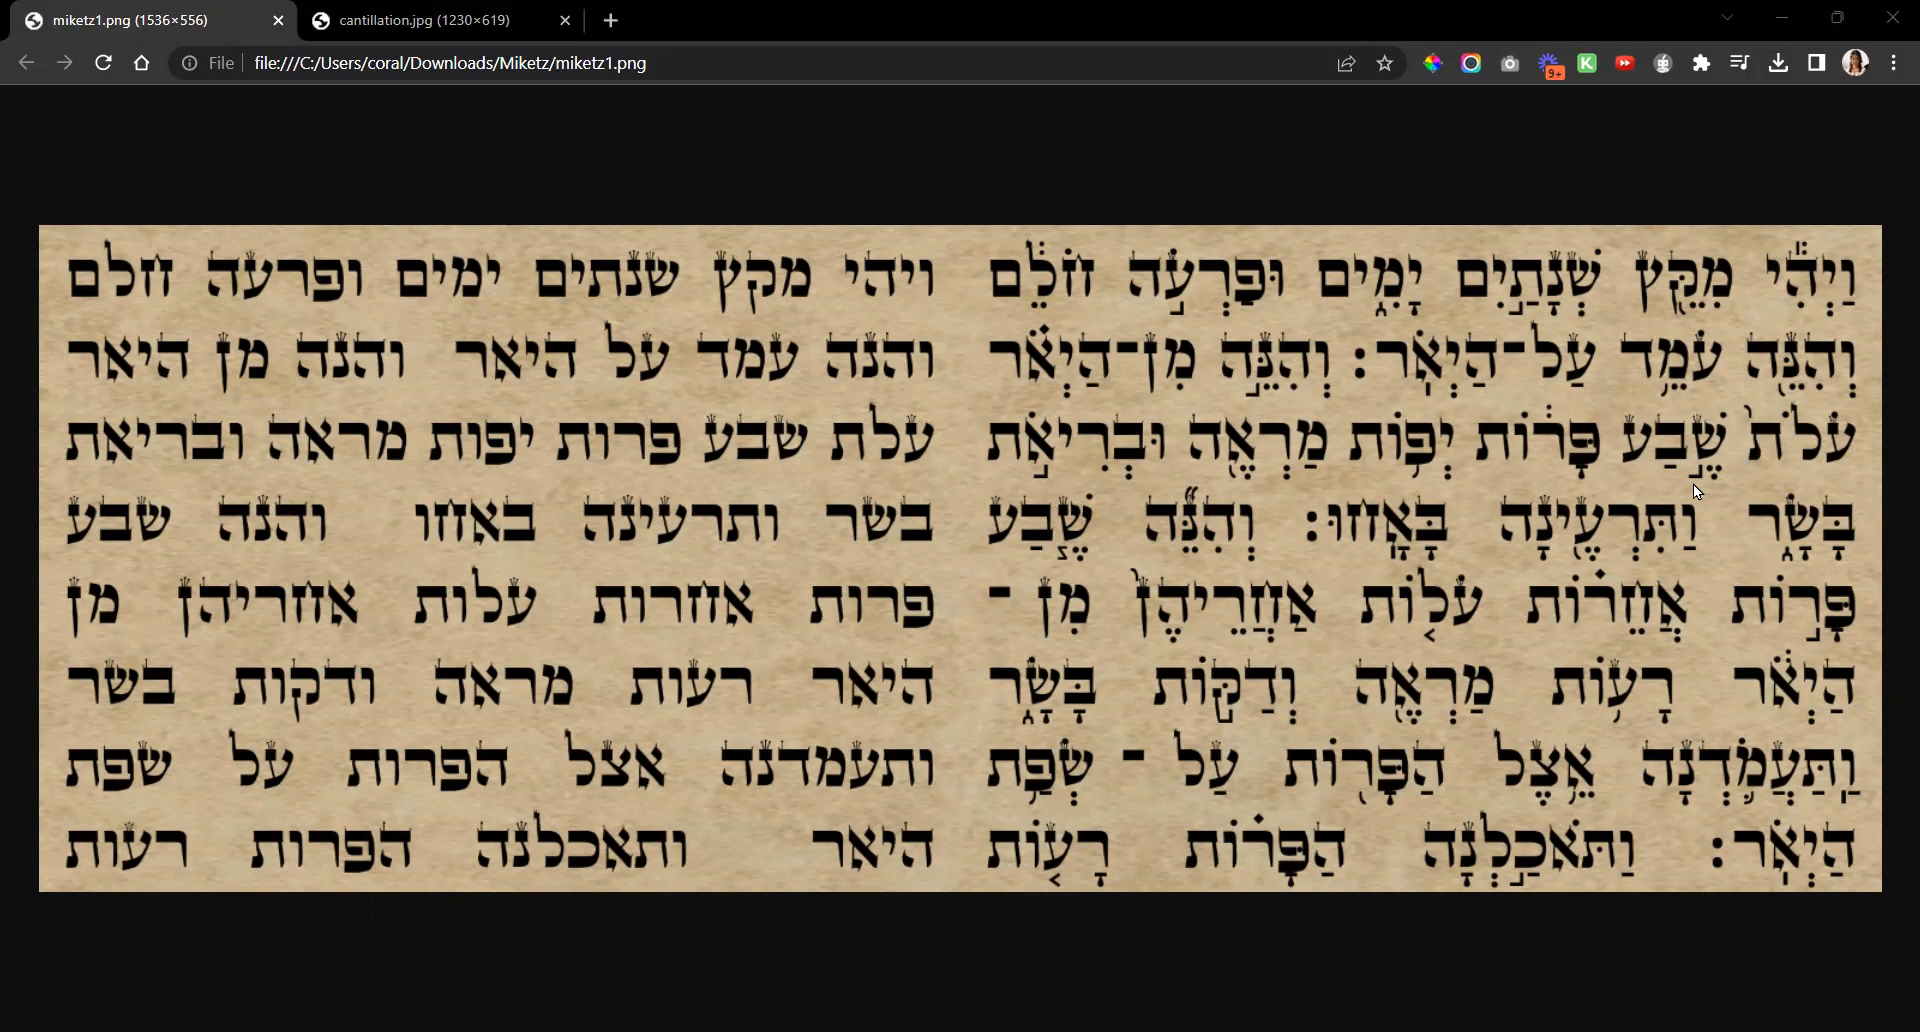 miketz1.png (1536×556)
cantillation.jpg (1230×619)
File
file:///C:/Users/coral/Downloads/Miketz/miketz1.png
9+
K
וַיְהִ֕י מִקֵּ֖ץ שְׁנָתַ֣יִם יָמִ֑ים וּפַרְעֹ֣ה חֹלֵ֔ם
וְהִנֵּ֖ה עֹמֵ֥ד עַל־הַיְאֹֽר׃ וְהִנֵּ֣ה מִן־הַיְאֹ֗ר
עֹלֹת֙ שֶׁ֣בַע פָּר֔וֹת יְפ֥וֹת מַרְאֶ֖ה וּבְרִיאֹ֣ת
בָּשָׂ֑ר וַתִּרְעֶ֖ינָה בָּאָֽחוּ׃ וְהִנֵּ֞ה שֶׁ֧בַע
פָּר֣וֹת אֲחֵר֗וֹת עֹל֤וֹת אַחֲרֵיהֶן֙ מִן־
הַיְאֹ֔ר רָע֥וֹת מַרְאֶ֖ה וְדַקּ֣וֹת בָּשָׂ֑ר
וַֽתַּעֲמֹ֛דְנָה אֵ֥צֶל הַפָּר֖וֹת עַל־שְׂפַ֥ת
הַיְאֹֽר׃ וַתֹּאכַ֣לְנָה הַפָּר֗וֹת רָע֤וֹת
ויהי מקץ שנתים ימים ופרעה חלם
והנה עמד על היאר והנה מן היאר
עלת שבע פרות יפות מראה ובריאת
בשר ותרעינה באחו והנה שבע
פרות אחרות עלות אחריהן מן
היאר רעות מראה ודקות בשר
ותעמדנה אצל הפרות על שפת
היאר ותאכלנה הפרות רעות